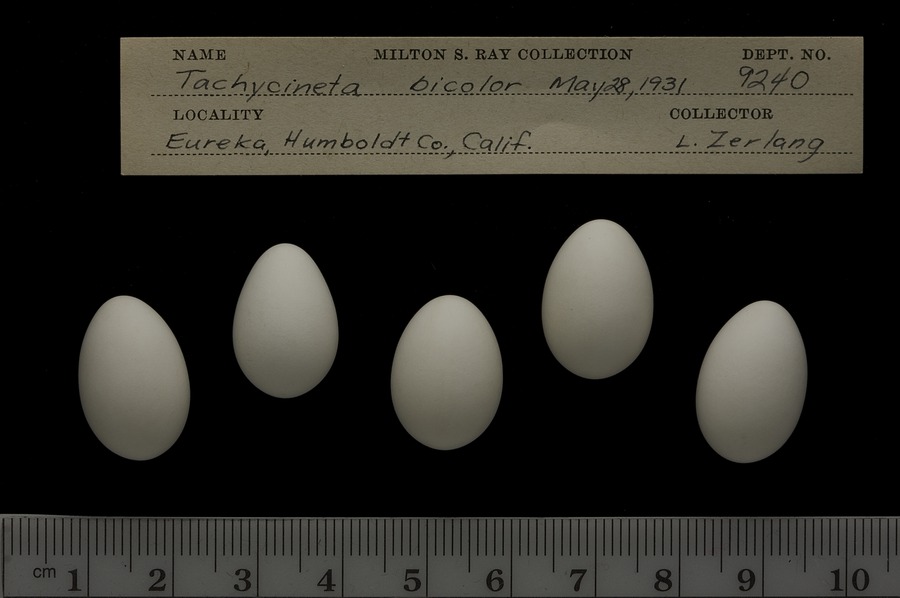 NAME MILTON S. RAY COLLECTION DEPT. NO.
Tachycineta bicolor May 28, 1931 9240
LOCALITY COLLECTOR
Eureka, Humboldt Co., Calif. L. Zerlang
cm 1 2 3 4 5 6 7 8 9 10